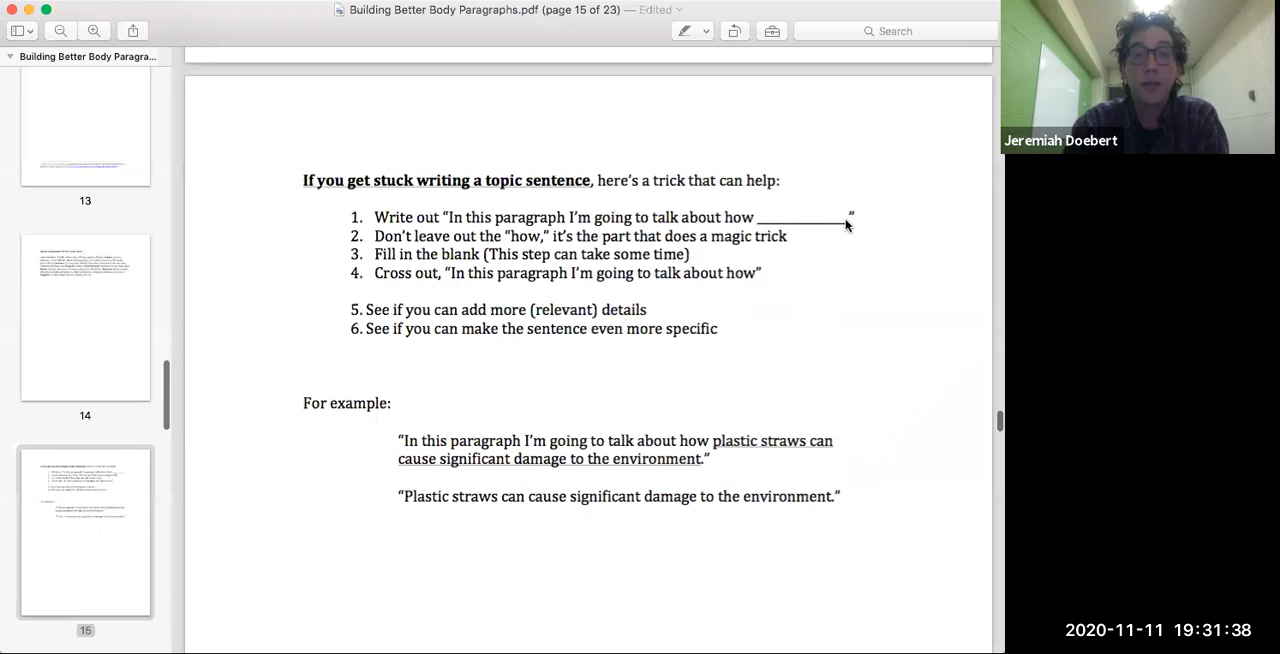 Building Better Body Paragraphs.pdf (page 15 of 23) — Edited
Search
Building Better Body Paragra...
Jeremiah Doebert
If you get stuck writing a topic sentence, here's a trick that can help:
1. Write out “In this paragraph I'm going to talk about how ____________”
2. Don't leave out the “how,” it's the part that does a magic trick
3. Fill in the blank (This step can take some time)
4. Cross out, “In this paragraph I'm going to talk about how”
5. See if you can add more (relevant) details
6. See if you can make the sentence even more specific
For example:
“In this paragraph I'm going to talk about how plastic straws can
cause significant damage to the environment.”
“Plastic straws can cause significant damage to the environment.”
13
14
15
2020-11-11 19:31:38